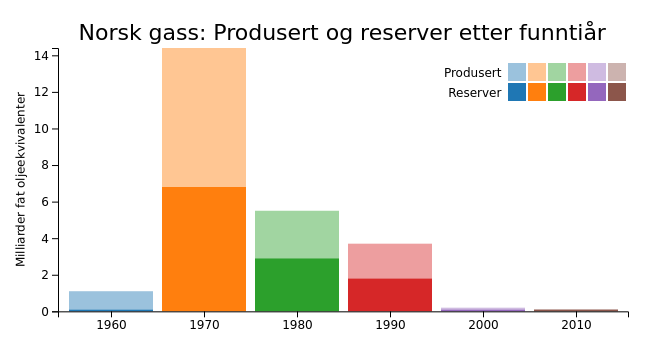 Norsk gass: Produsert og reserver etter funntiår
Milliarder fat oljeekvivalenter
14
12
10
8
6
4
2
0
Produsert
Reserver
1960 1970 1980 1990 2000 2010